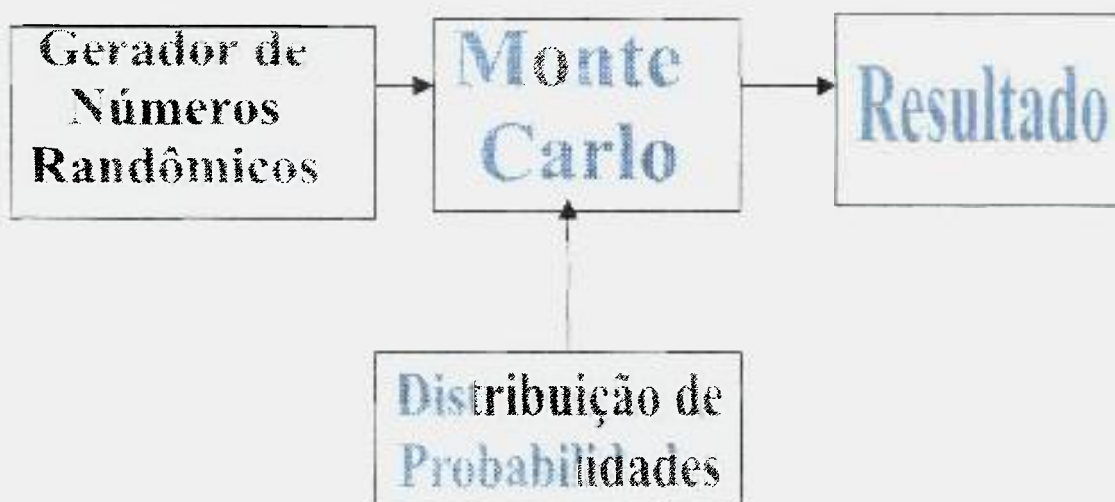 Gerador de
Números
Randômicos
Monte
Carlo
Resultado
Distribuição de
Probabilidades